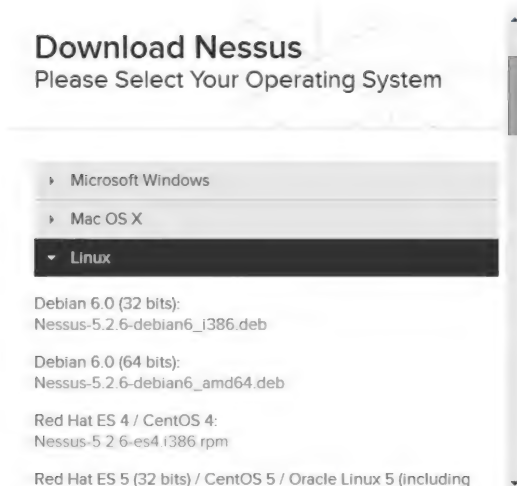 Download Nessus
Please Select Your Operating System
Microsoft Windows
Mac OS X
Linux
Debian 6.0 (32 bits):
Nessus-5.2.6-debian6_i386.deb
Debian 6.0 (64 bits):
Nessus-5.2.6-debian6_amd64.deb
Red Hat ES 4 / CentOS 4:
Nessus-5 2 6-es4 i386 rpm
Red Hat ES 5 (32 bits) / CentOS 5 / Oracle Linux 5 (including